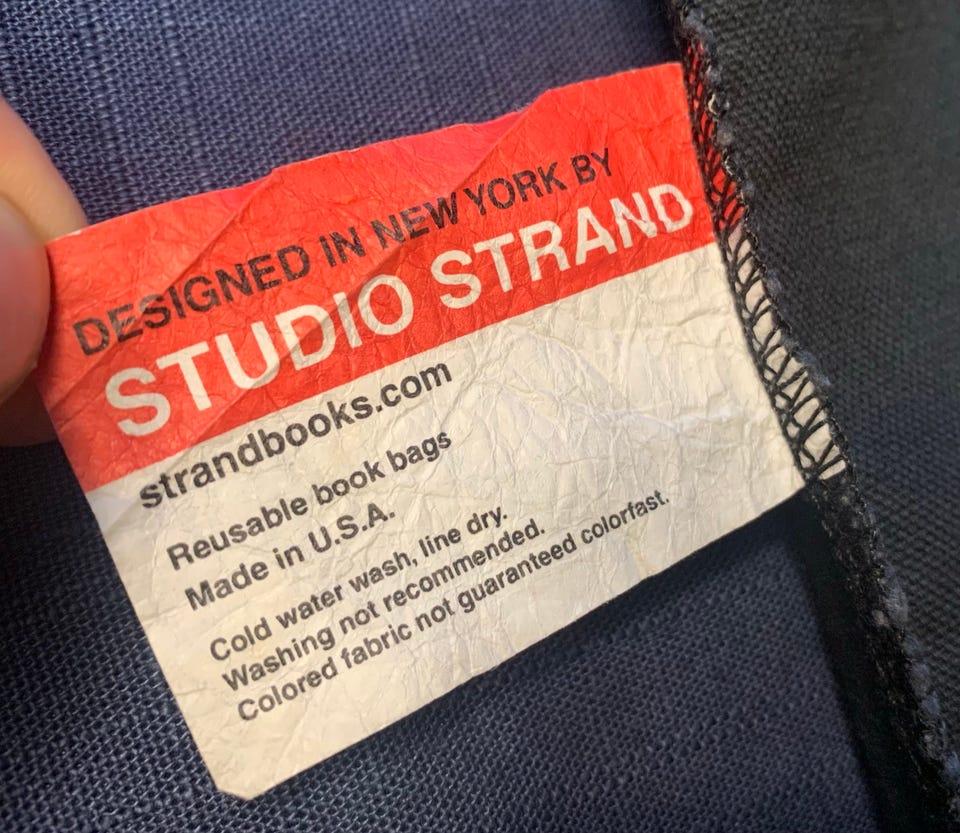 DESIGNED IN NEW YORK BY
STUDIO STRAND
strandbooks.com
Reusable book bags
Made in U.S.A.
Cold water wash, line dry.
Washing not recommended.
Colored fabric not guaranteed colorfast.